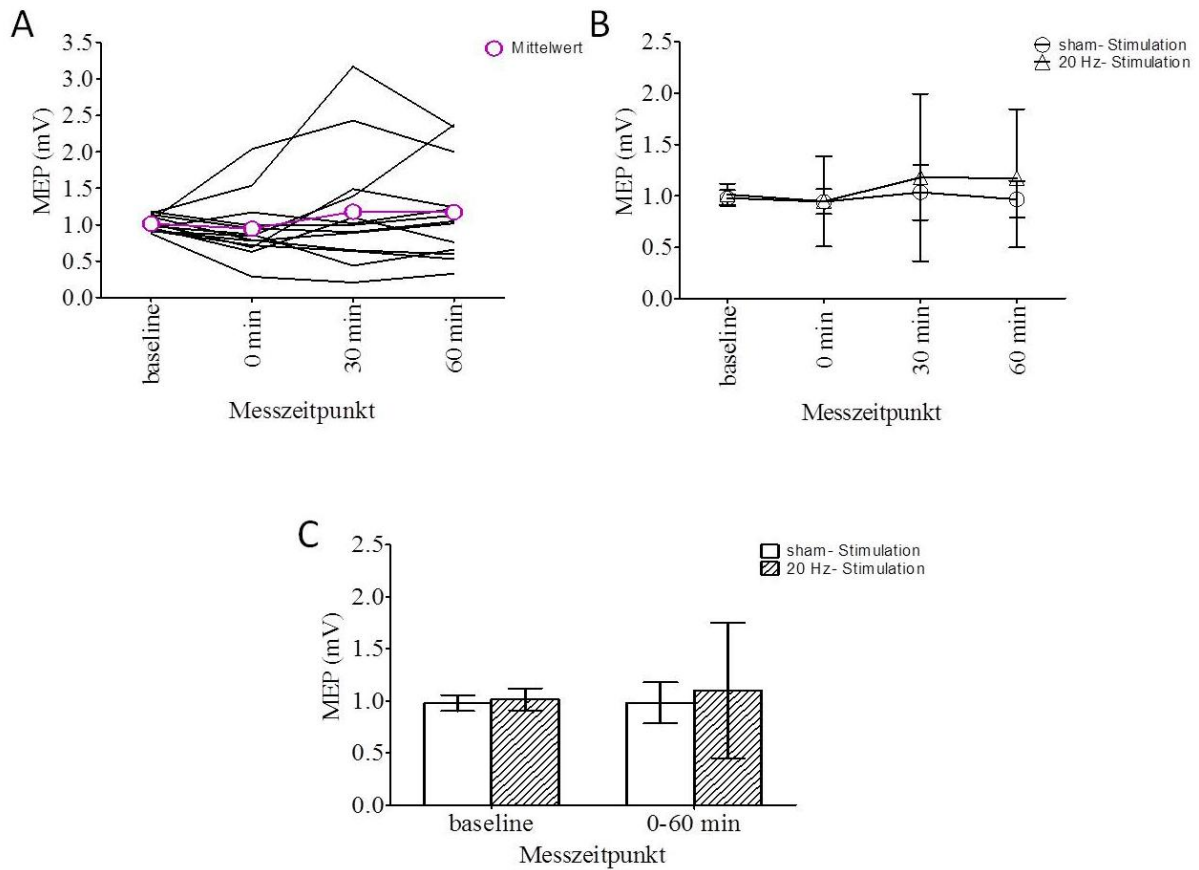 A
MEP (mV)
3.5
3.0
2.5
2.0
1.5
1.0
0.5
0.0
baseline
0 min
30 min
60 min
Messzeitpunkt
Mittelwert
B
MEP (mV)
2.5
2.0
1.5
1.0
0.5
0.0
baseline
0 min
30 min
60 min
Messzeitpunkt
sham- Stimulation
20 Hz- Stimulation
C
MEP (mV)
2.5
2.0
1.5
1.0
0.5
0.0
baseline
0-60 min
Messzeitpunkt
sham- Stimulation
20 Hz- Stimulation